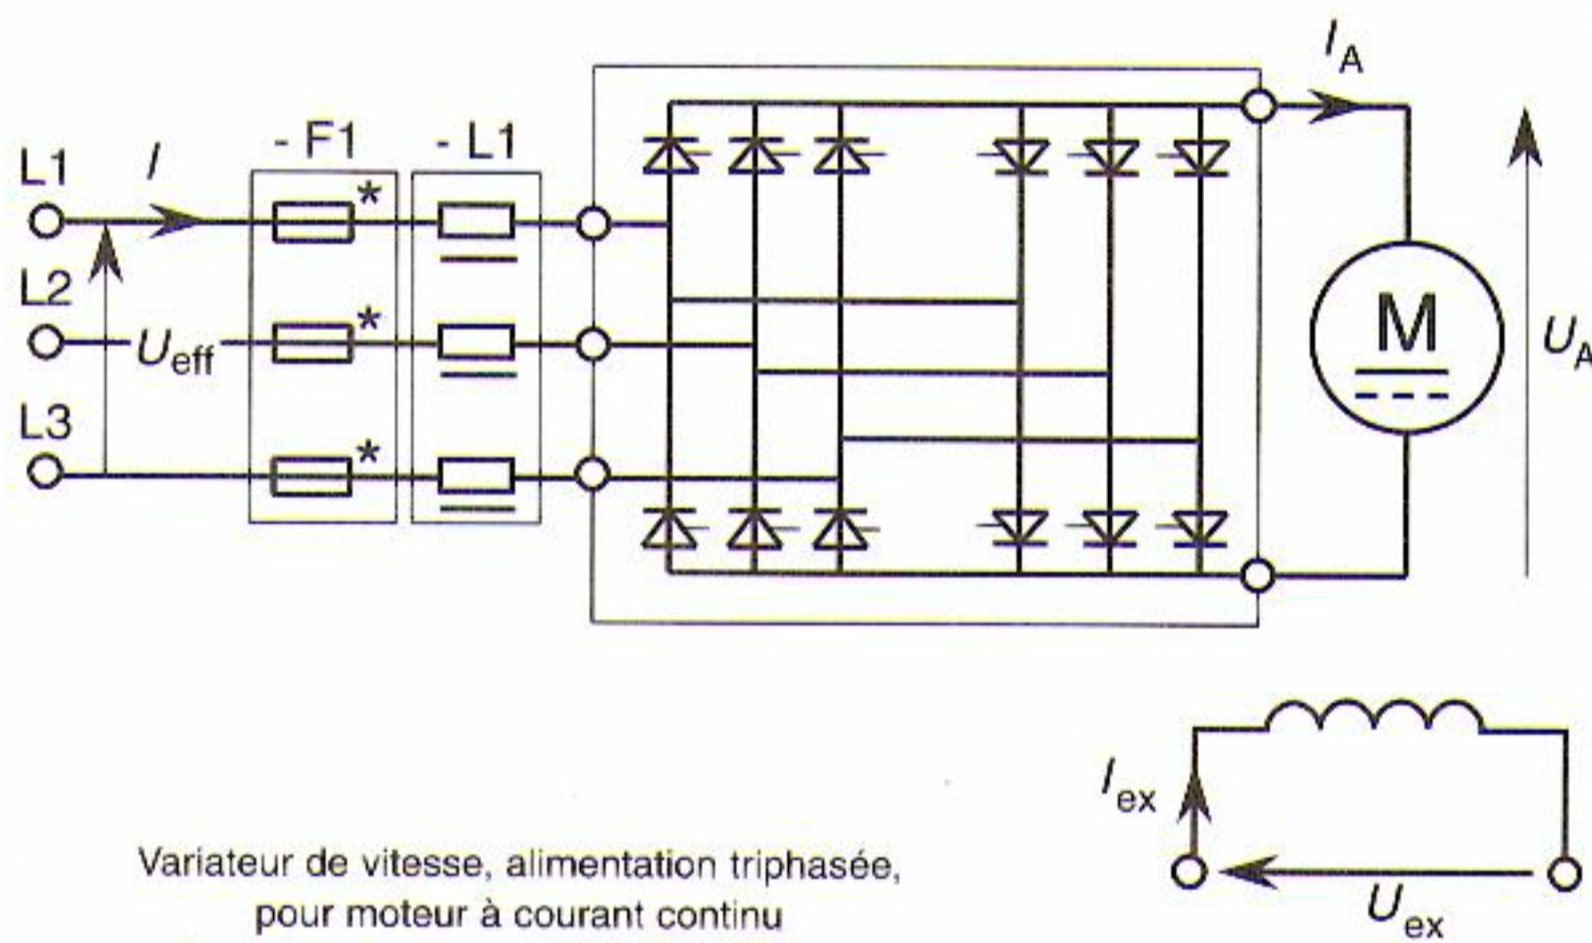 I_A
- F1
- L1
L1
I
*
L2
*
U_eff
M
U_A
L3
*
I_ex
U_ex
Variateur de vitesse, alimentation triphasée,
pour moteur à courant continu